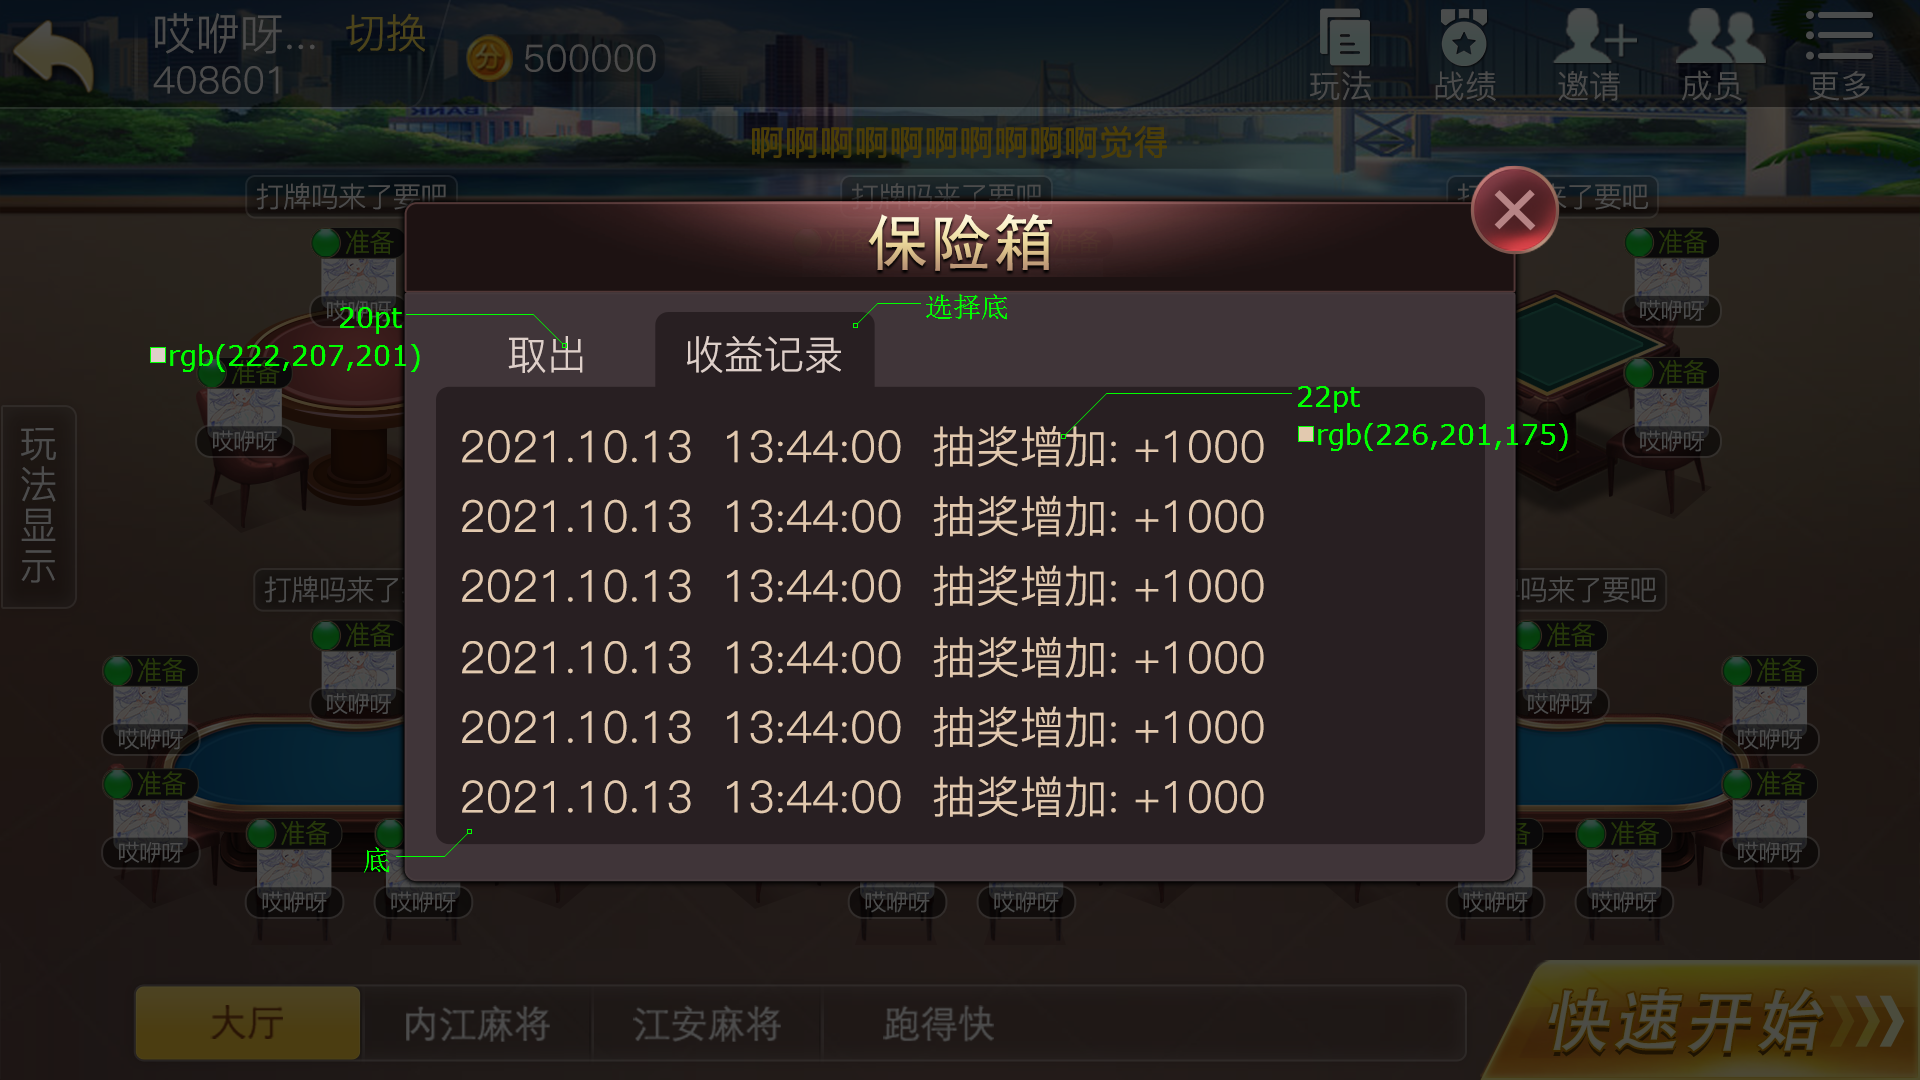 哎咿呀... 切换
408601
分 500000
玩法 战绩 邀请 成员 更多
BANK
啊啊啊啊啊啊啊啊啊啊觉得
打牌吗来了要吧 打牌吗来了要吧 来了要吧
保险箱
准备 准备
哎咿呀 哎咿呀
选择底
20pt
rgb(222,207,201)
取出 收益记录
准备 准备
哎咿呀 哎咿呀
22pt
rgb(226,201,175)
玩法显示
2021.10.13 13:44:00 抽奖增加: +1000
2021.10.13 13:44:00 抽奖增加: +1000
2021.10.13 13:44:00 抽奖增加: +1000
2021.10.13 13:44:00 抽奖增加: +1000
2021.10.13 13:44:00 抽奖增加: +1000
2021.10.13 13:44:00 抽奖增加: +1000
底
打牌吗来了 吗来了要吧
准备 准备
哎咿呀 哎咿呀
准备 准备
哎咿呀 哎咿呀
准备 准备
哎咿呀 哎咿呀
准备 备 准备
哎咿呀 哎咿呀 哎咿呀 哎咿呀 哎咿呀 哎咿呀
大厅 内江麻将 江安麻将 跑得快
快速开始